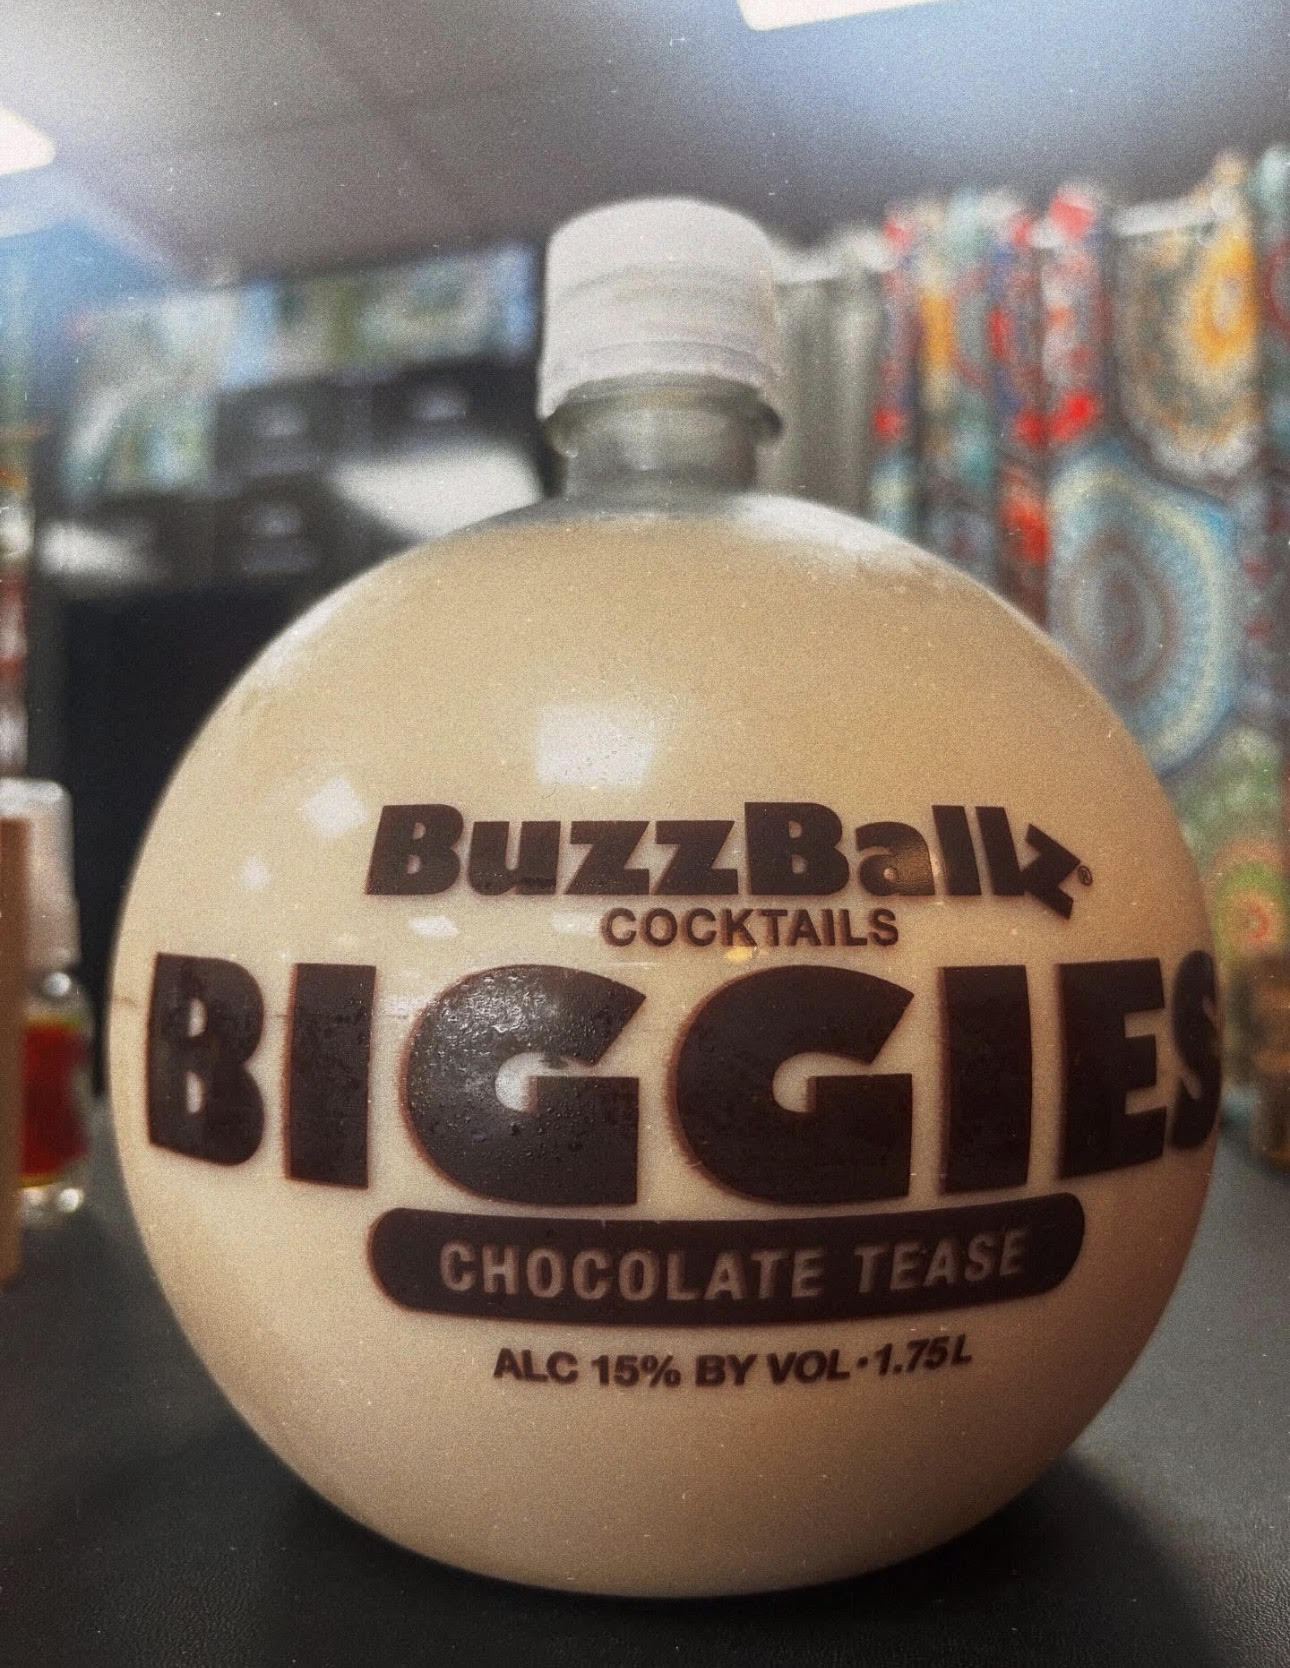 BuzzBallz®
COCKTAILS
BIGGIES
CHOCOLATE TEASE
ALC 15% BY VOL·1.75L